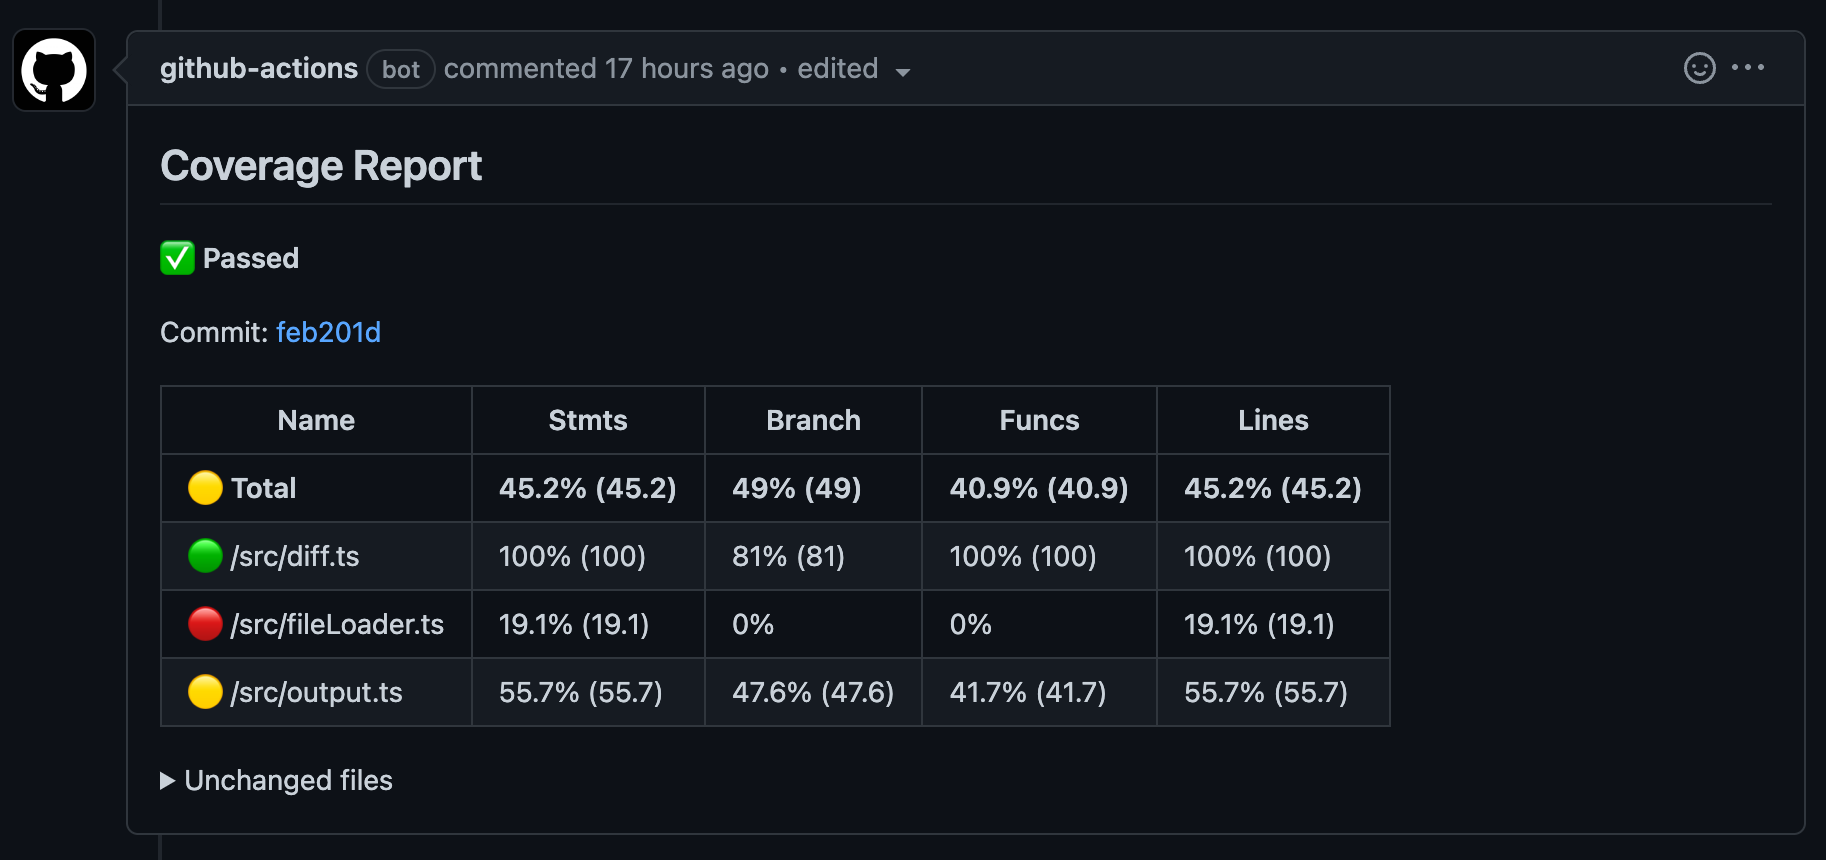 github-actions bot commented 17 hours ago • edited
Coverage Report
Passed
Commit: feb201d
Name Stmts Branch Funcs Lines
Total 45.2% (45.2) 49% (49) 40.9% (40.9) 45.2% (45.2)
/src/diff.ts 100% (100) 81% (81) 100% (100) 100% (100)
/src/fileLoader.ts 19.1% (19.1) 0% 0% 19.1% (19.1)
/src/output.ts 55.7% (55.7) 47.6% (47.6) 41.7% (41.7) 55.7% (55.7)
Unchanged files